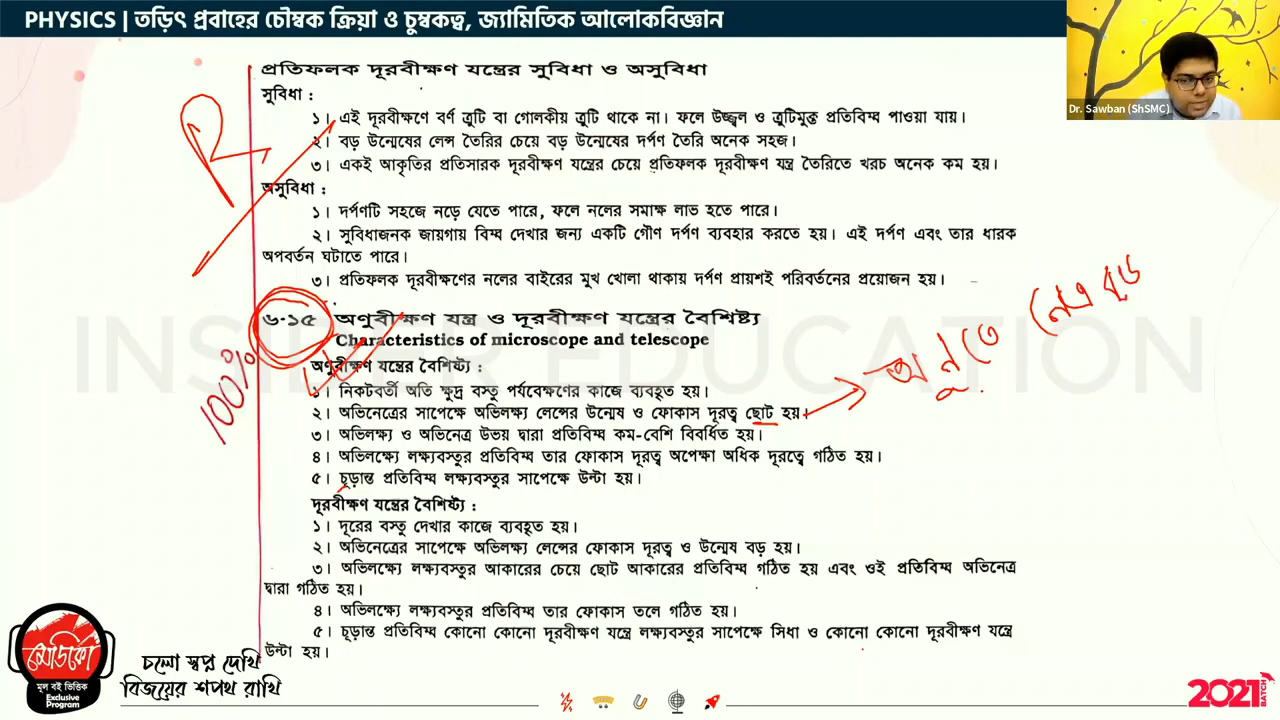 PHYSICS | তড়িৎ প্রবাহের চৌম্বক ক্রিয়া ও চুম্বকত্ব, জ্যামিতিক আলোকবিজ্ঞান
Dr. Sawban (ShSMC)
প্রতিফলক দূরবীক্ষণ যন্ত্রের সুবিধা ও অসুবিধা
সুবিধা :
১। এই দূরবীক্ষণে বর্ণ ত্রুটি বা গোলকীয় ত্রুটি থাকে না। ফলে উজ্জ্বল ও ত্রুটিমুক্ত প্রতিবিম্ব পাওয়া যায়।
২। বড় উন্মেষের লেন্স তৈরির চেয়ে বড় উন্মেষের দর্পণ তৈরি অনেক সহজ।
৩। একই আকৃতির প্রতিসারক দূরবীক্ষণ যন্ত্রের চেয়ে প্রতিফলক দূরবীক্ষণ যন্ত্র তৈরিতে খরচ অনেক কম হয়।
R
অসুবিধা :
১। দর্পণটি সহজে নড়ে যেতে পারে, ফলে নলের সমাক্ষ লাভ হতে পারে।
২। সুবিধাজনক জায়গায় বিম্ব দেখার জন্য একটি গৌণ দর্পণ ব্যবহার করতে হয়। এই দর্পণ এবং তার ধারক
অপবর্তন ঘটাতে পারে।
৩। প্রতিফলক দূরবীক্ষণের নলের বাইরের মুখ খোলা থাকায় দর্পণ প্রায়শই পরিবর্তনের প্রয়োজন হয়।
৬·১৫ অণুবীক্ষণ যন্ত্র ও দূরবীক্ষণ যন্ত্রের বৈশিষ্ট্য
Characteristics of microscope and telescope
INSIDER EDUCATION
অণুবীক্ষণ যন্ত্রের বৈশিষ্ট্য :
১। নিকটবর্তী অতি ক্ষুদ্র বস্তু পর্যবেক্ষণের কাজে ব্যবহৃত হয়।
২। অভিনেত্রের সাপেক্ষে অভিলক্ষ্য লেন্সের উন্মেষ ও ফোকাস দূরত্ব ছোট হয়।
অনুতে নেত্র বড়
100%
৩। অভিলক্ষ্য ও অভিনেত্র উভয় দ্বারা প্রতিবিম্ব কম-বেশি বিবর্ধিত হয়।
৪। অভিলক্ষ্যে লক্ষ্যবস্তুর প্রতিবিম্ব তার ফোকাস দূরত্ব অপেক্ষা অধিক দূরত্বে গঠিত হয়।
৫। চূড়ান্ত প্রতিবিম্ব লক্ষ্যবস্তুর সাপেক্ষে উল্টা হয়।
দূরবীক্ষণ যন্ত্রের বৈশিষ্ট্য :
১। দূরের বস্তু দেখার কাজে ব্যবহৃত হয়।
২। অভিনেত্রের সাপেক্ষে অভিলক্ষ্য লেন্সের ফোকাস দূরত্ব ও উন্মেষ বড় হয়।
৩। অভিলক্ষ্যে লক্ষ্যবস্তুর আকারের চেয়ে ছোট আকারের প্রতিবিম্ব গঠিত হয় এবং ওই প্রতিবিম্ব অভিনেত্র
দ্বারা গঠিত হয়।
৪। অভিলক্ষ্যে লক্ষ্যবস্তুর প্রতিবিম্ব তার ফোকাস তলে গঠিত হয়।
৫। চূড়ান্ত প্রতিবিম্ব কোনো কোনো দূরবীক্ষণ যন্ত্রে লক্ষ্যবস্তুর সাপেক্ষে সিধা ও কোনো কোনো দূরবীক্ষণ যন্ত্রে
উল্টা হয়।
মেডিকো
মূল বই ভিত্তিক
Exclusive
Program
চলো স্বপ্ন দেখি
বিজয়ের শপথ রাখি
2021 BATCH